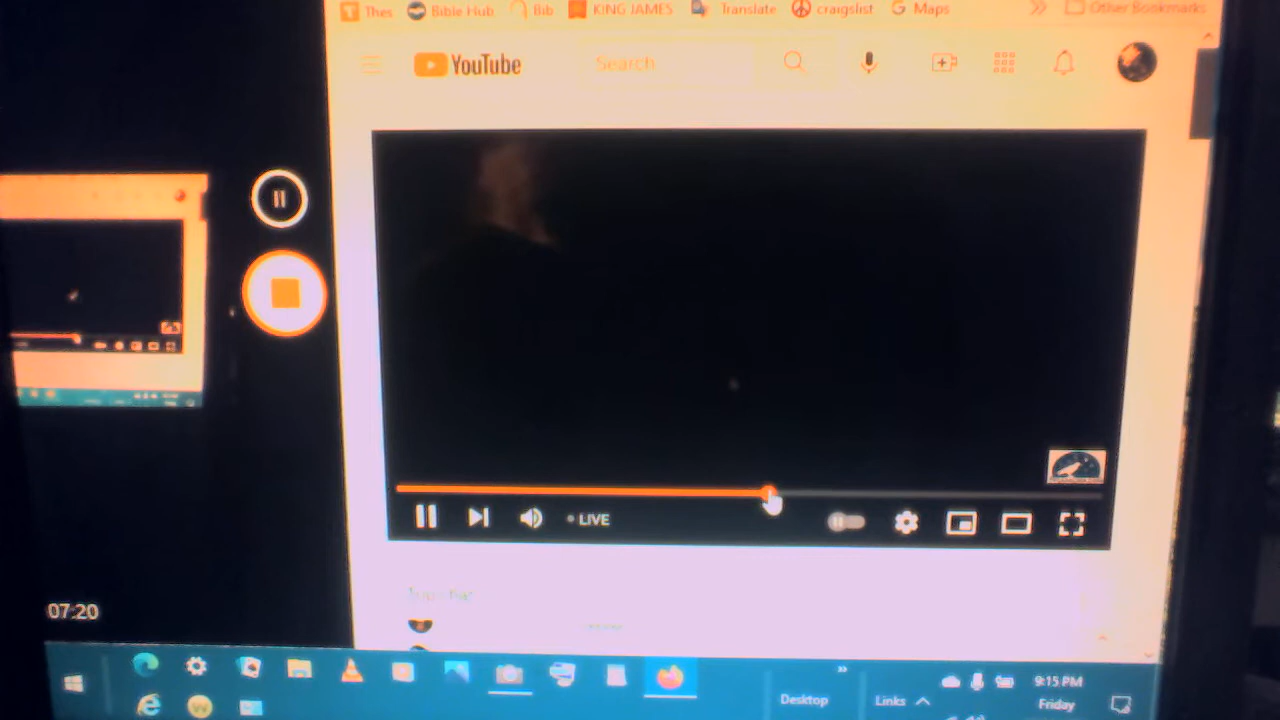 Thes Bible Hub Bib KING JAMES Translate craigslist Maps Other Bookmarks
YouTube Search
LIVE
07:20
9:15 PM
Desktop Links Friday